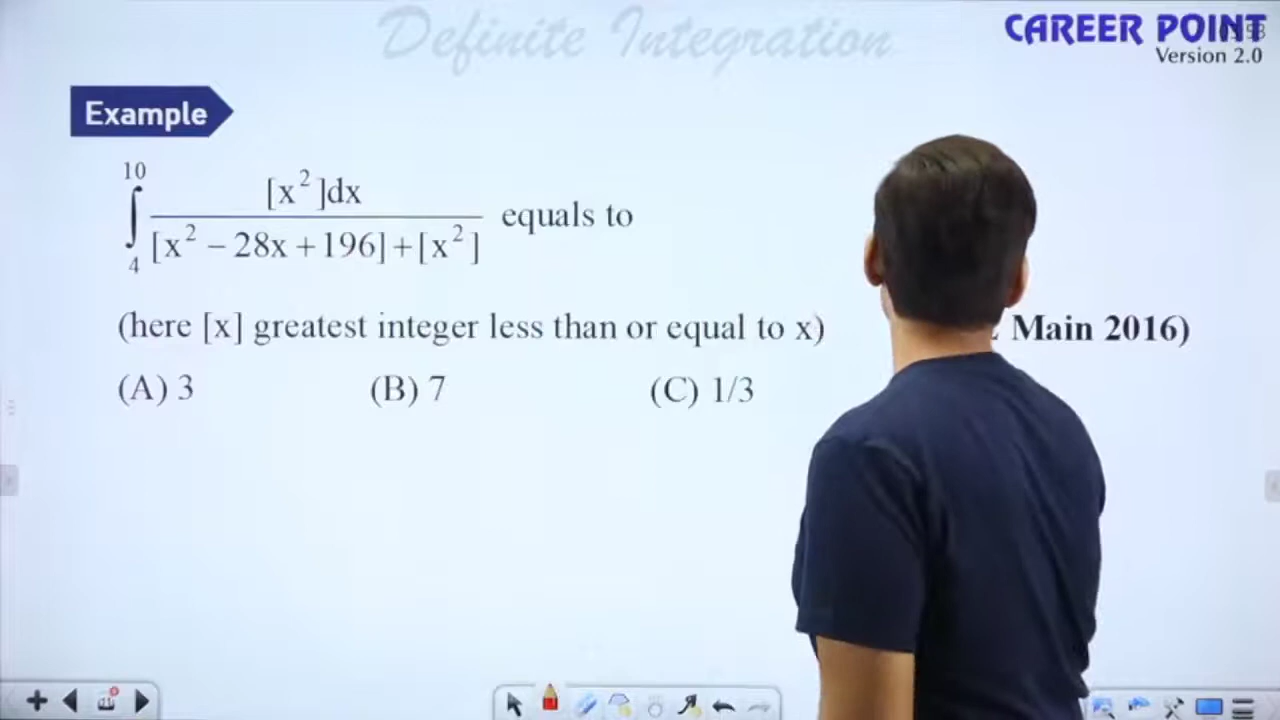 Definite Integration
CAREER POINT
Version 2.0
Example
10
∫ [x²]dx / [x² − 28x + 196] + [x²] equals to
4
(here [x] greatest integer less than or equal to x) Main 2016)
(A) 3 (B) 7 (C) 1/3